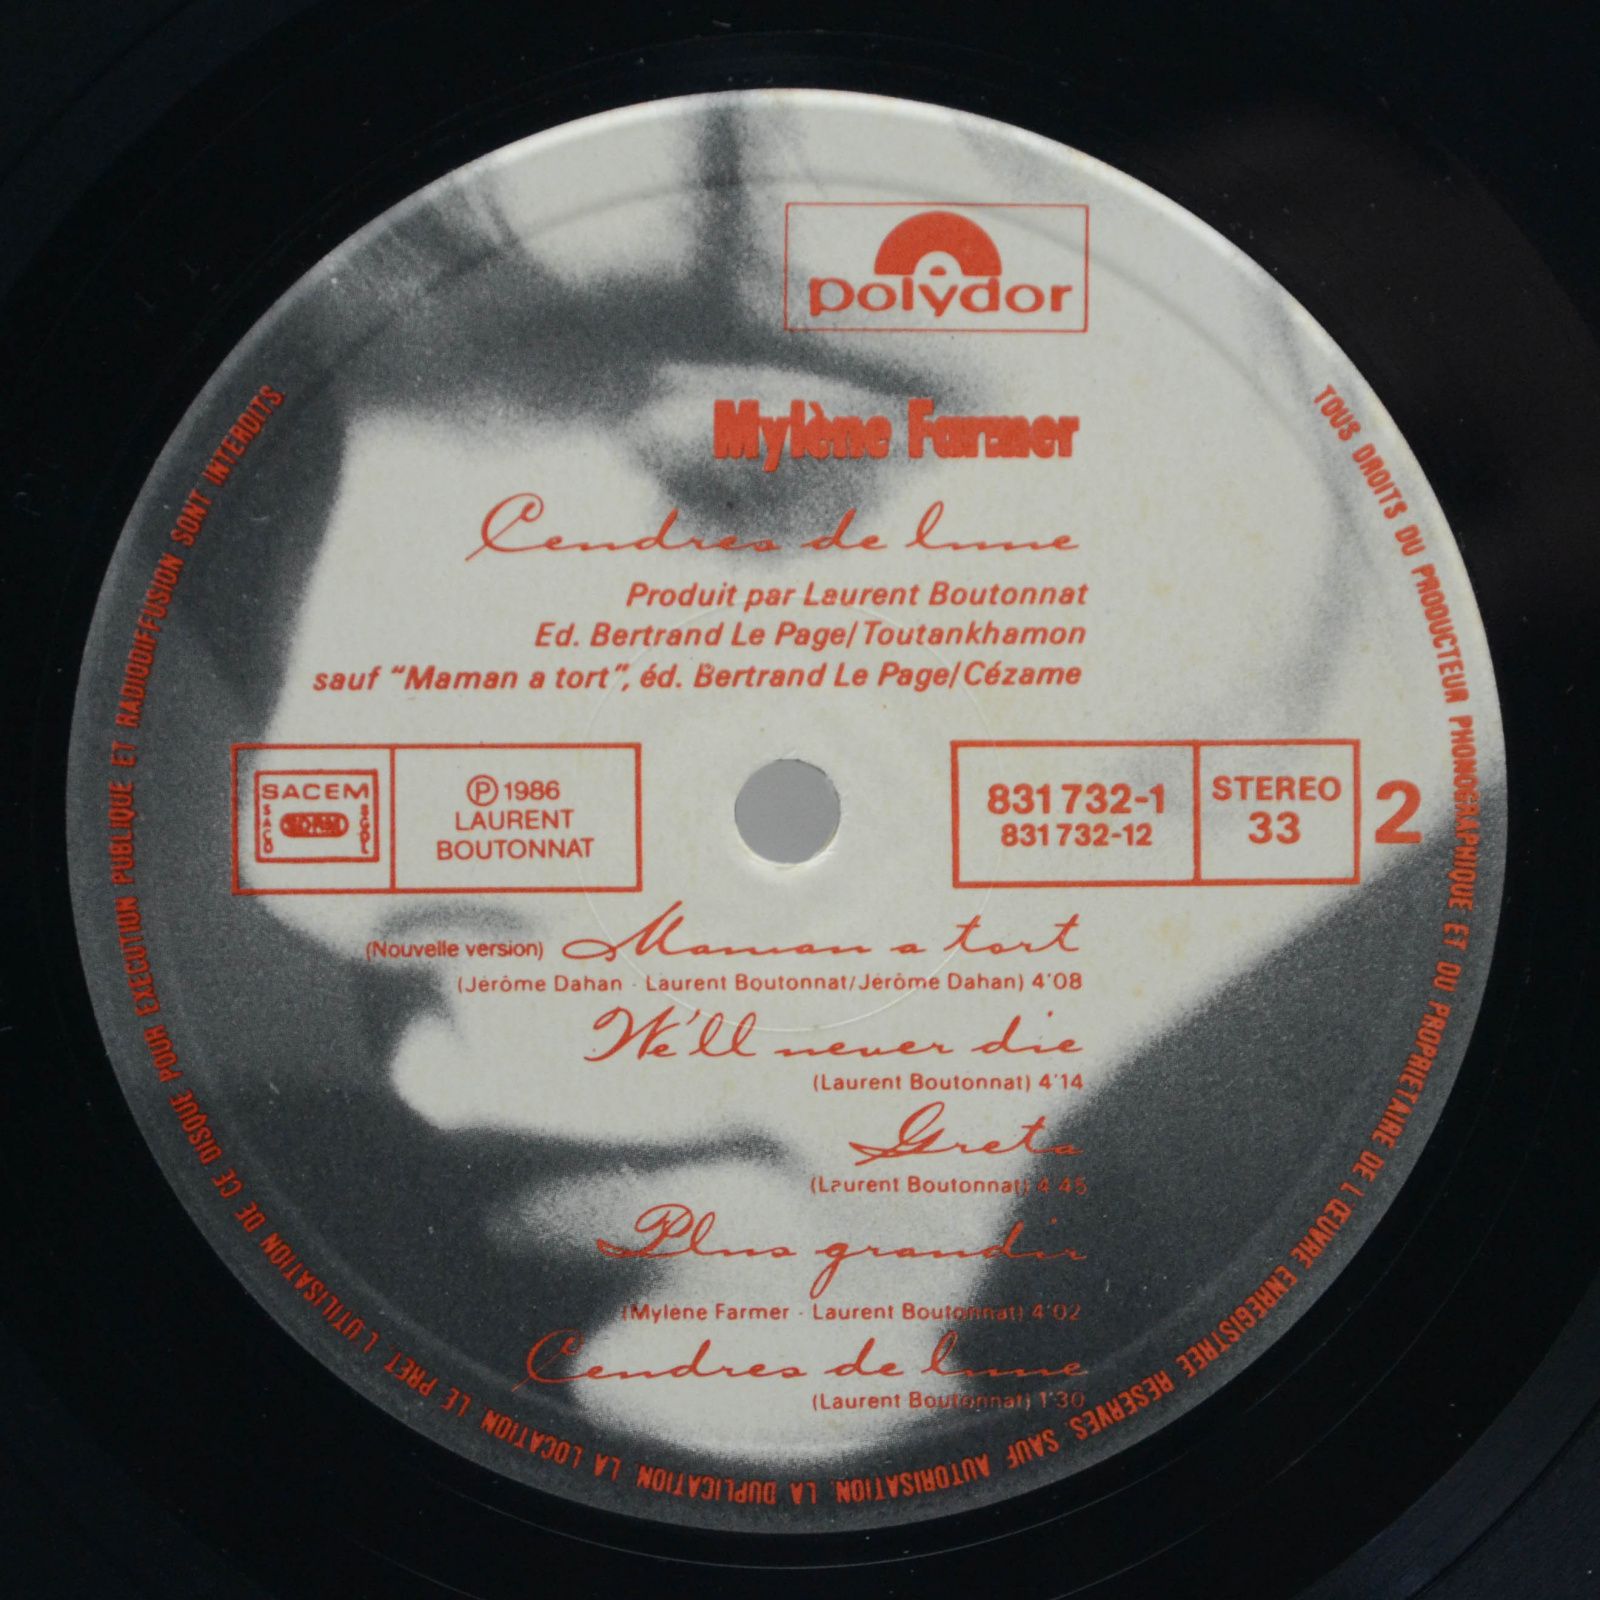 polydor
Mylène Farmer
Cendres de lune
Produit par Laurent Boutonnat
Ed. Bertrand Le Page/Toutankhamon
sauf "Maman a tort", éd. Bertrand Le Page/Cézame
SACEM
SACD
SDRM
SGDL
Ⓟ 1986
LAURENT
BOUTONNAT
831 732-1
831 732-12
STEREO
33
2
(Nouvelle version) Maman a tort
(Jérôme Dahan - Laurent Boutonnat/Jérôme Dahan) 4'08
We'll never die
(Laurent Boutonnat) 4'14
Greta
(Laurent Boutonnat) 4'45
Plus grandir
(Mylene Farmer - Laurent Boutonnat) 4'02
Cendres de lune
(Laurent Boutonnat) 1'30
TOUS DROITS DU PRODUCTEUR PHONOGRAPHIQUE ET DU PROPRIETAIRE DE L'ŒUVRE ENREGISTREE RESERVES. SAUF AUTORISATION, LA DUPLICATION, LA LOCATION, LE PRET, L'UTILISATION DE CE DISQUE POUR EXECUTION PUBLIQUE ET RADIODIFFUSION SONT INTERDITS.